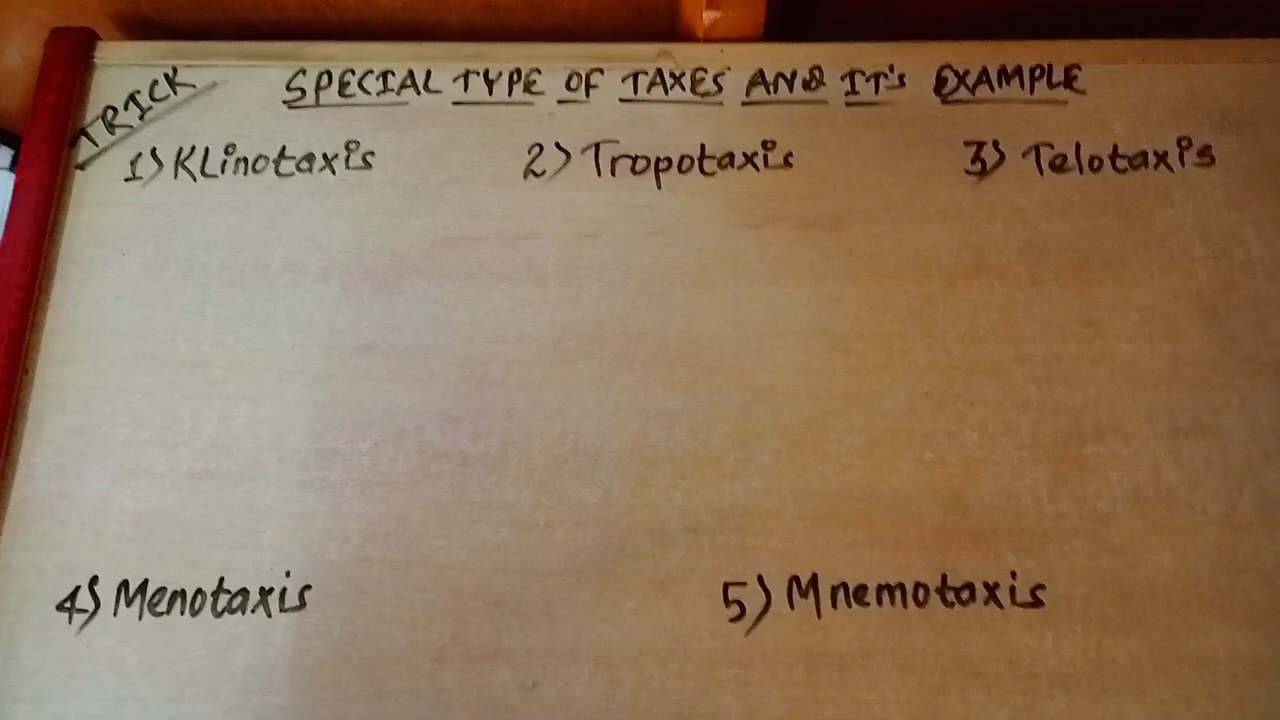 TRICK
SPECIAL TYPE OF TAXES AND IT's EXAMPLE
1) KLinotaxis 2) Tropotaxis 3) Telotaxis
4) Menotaxis 5) Mnemotaxis